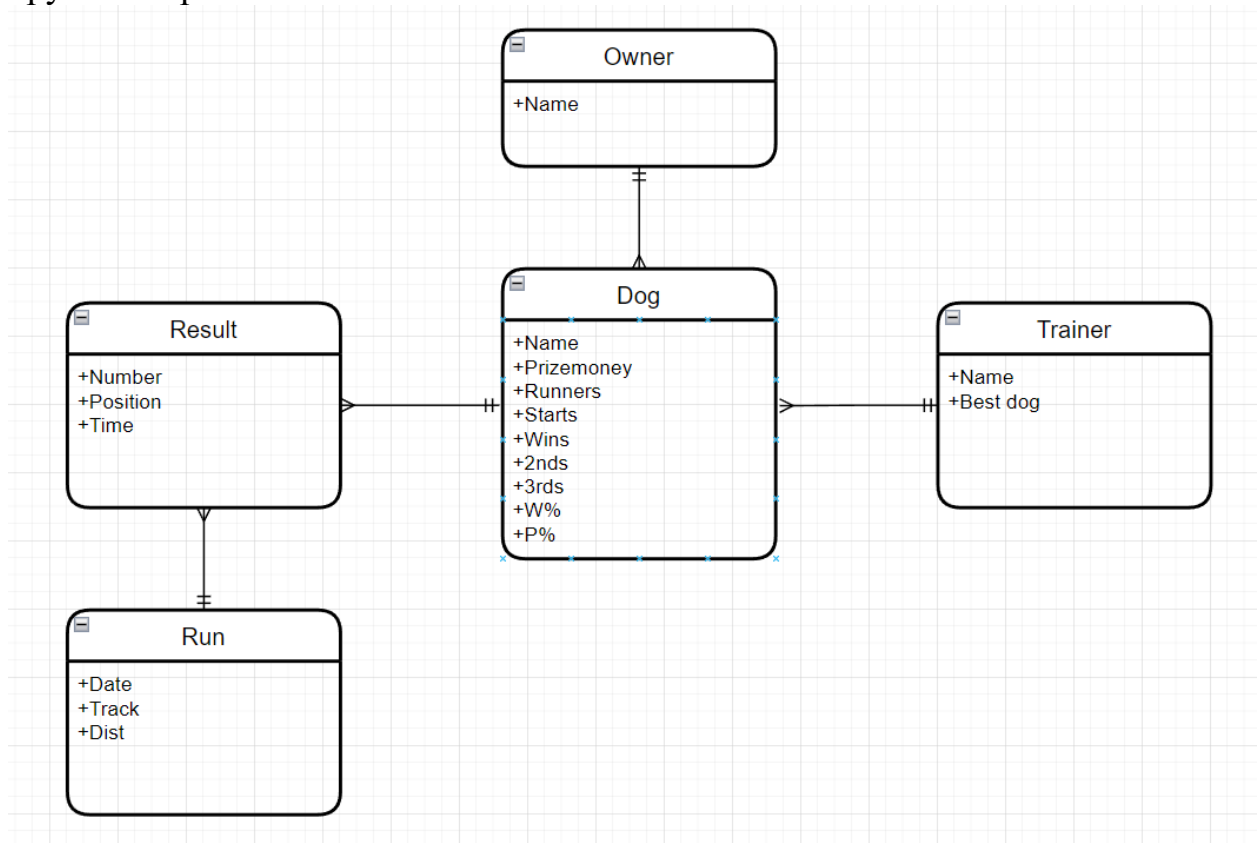 Owner
+Name
Dog
+Name
+Prizemoney
+Runners
+Starts
+Wins
+2nds
+3rds
+W%
+P%
Result
+Number
+Position
+Time
Trainer
+Name
+Best dog
Run
+Date
+Track
+Dist